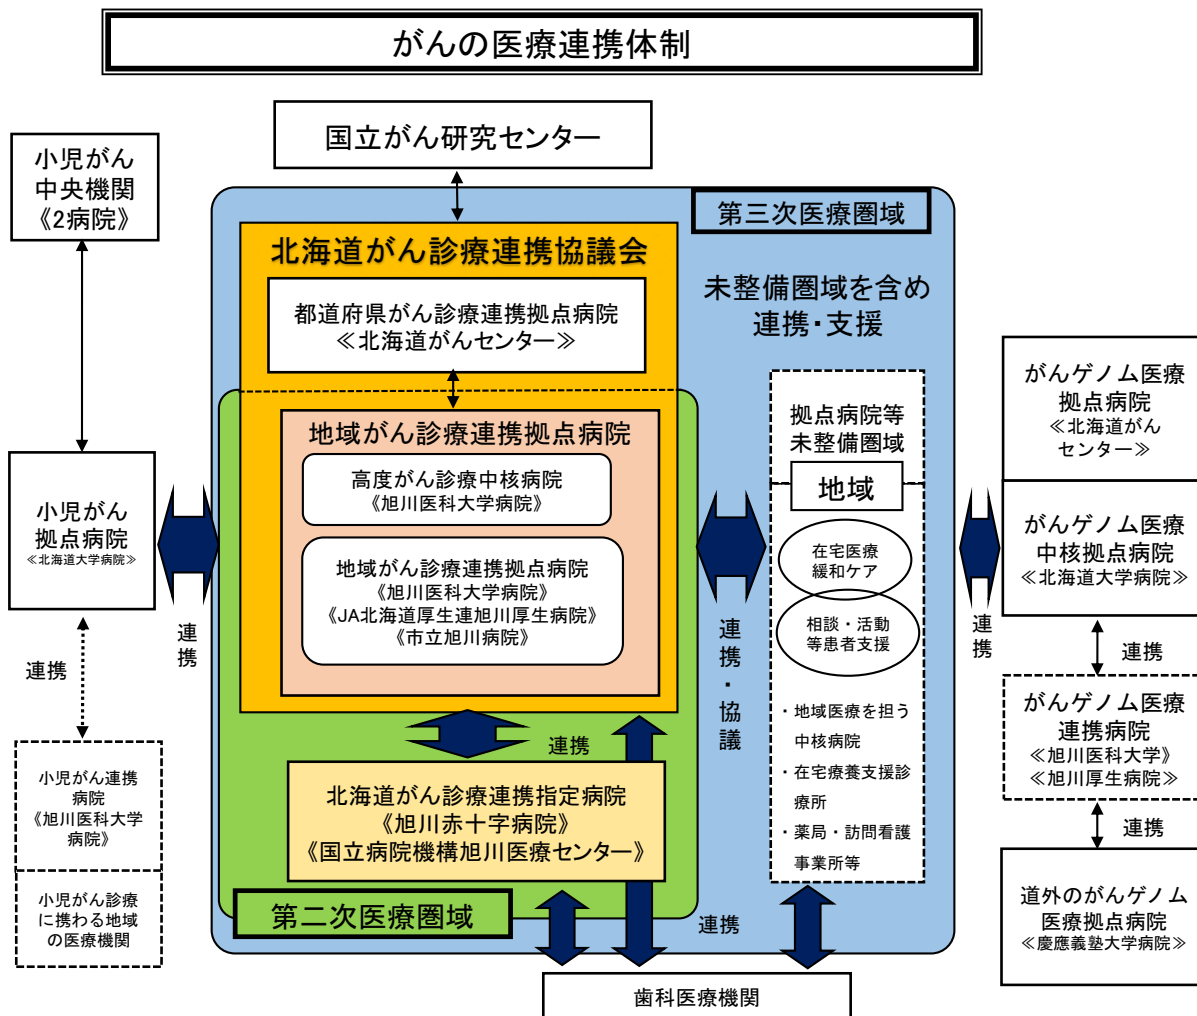 がんの医療連携体制
国立がん研究センター
小児がん
中央機関
《2病院》
第三次医療圏域
北海道がん診療連携協議会
都道府県がん診療連携拠点病院
≪北海道がんセンター≫
未整備圏域を含め
連携・支援
地域がん診療連携拠点病院
高度がん診療中核病院
《旭川医科大学病院》
地域がん診療連携拠点病院
《旭川医科大学病院》
《JA北海道厚生連旭川厚生病院》
《市立旭川病院》
拠点病院等
未整備圏域
地域
在宅医療
緩和ケア
相談・活動
等患者支援
・地域医療を担う
中核病院
・在宅療養支援診
療所
・薬局・訪問看護
事業所等
小児がん
拠点病院
≪北海道大学病院≫
連携
連携
小児がん連携
病院
《旭川医科大学
病院》
小児がん診療
に携わる地域
の医療機関
連携・協議
連携
北海道がん診療連携指定病院
《旭川赤十字病院》
《国立病院機構旭川医療センター》
第二次医療圏域
連携
歯科医療機関
連携
がんゲノム医療
拠点病院
≪北海道がん
センター≫
がんゲノム医療
中核拠点病院
≪北海道大学病院≫
連携
がんゲノム医療
連携病院
≪旭川医科大学》
≪旭川厚生病院≫
連携
道外のがんゲノム
医療拠点病院
≪慶應義塾大学病院≫